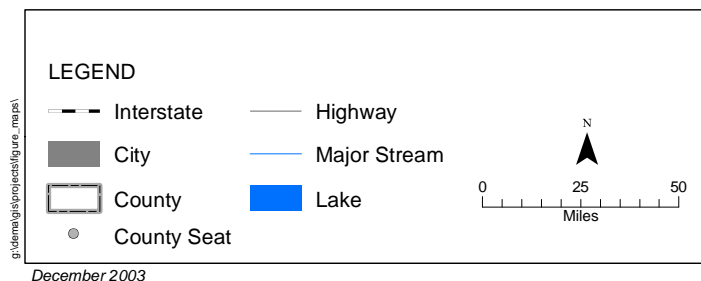 LEGEND
Interstate
Highway
City
Major Stream
County
Lake
County Seat
N
0 25 50
Miles
g:\dema\gis\projects\figure_maps\
December 2003